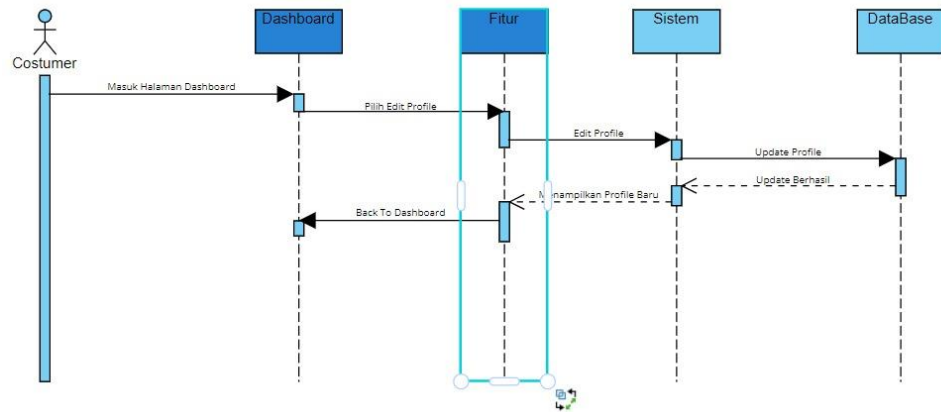 Dashboard
Fitur
Sistem
DataBase
Costumer
Masuk Halaman Dashboard
Pilih Edit Profile
Edit Profile
Update Profile
Update Berhasil
Menampilkan Profile Baru
Back To Dashboard